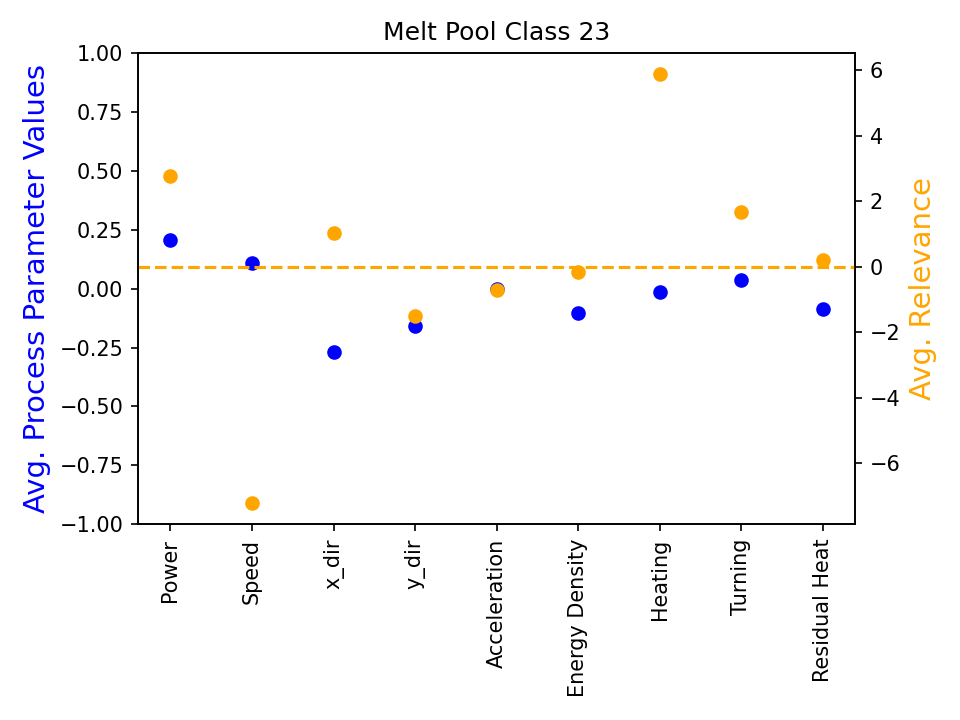 Melt Pool Class 23
Avg. Process Parameter Values
1.00
0.75
0.50
0.25
0.00
−0.25
−0.50
−0.75
−1.00
6
4
2
0
−2
−4
−6
Avg. Relevance
Power
Speed
x_dir
y_dir
Acceleration
Energy Density
Heating
Turning
Residual Heat